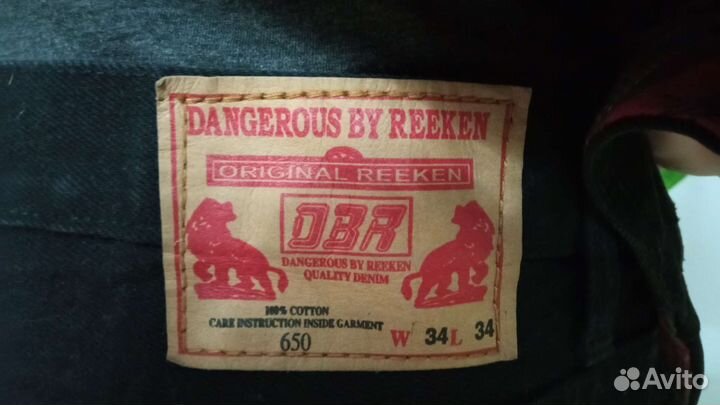 DANGEROUS BY REEKEN
ORIGINAL REEKEN
DBR
DANGEROUS BY REEKEN
QUALITY DENIM
100% COTTON
CARE INSTRUCTION INSIDE GARMENT
650
W 34 L 34
Avito